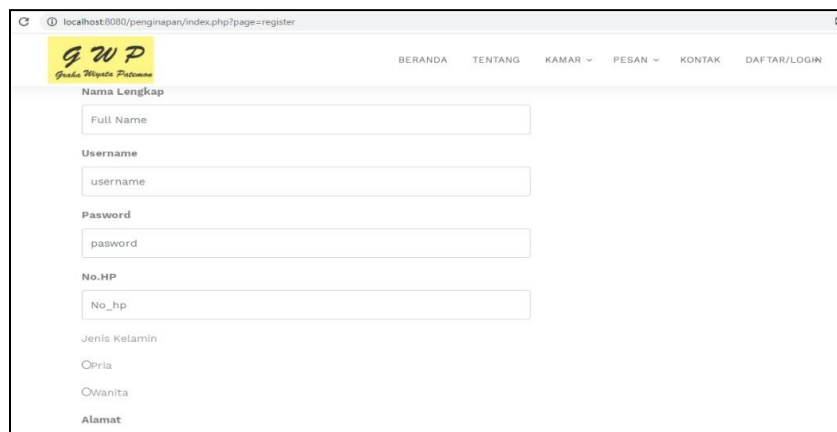 localhost:8080/penginapan/index.php?page=register
G W P
Graha Wiyata Patemon
BERANDA TENTANG KAMAR PESAN KONTAK DAFTAR/LOGIN
Nama Lengkap
Full Name
Username
username
Pasword
pasword
No.HP
No_hp
Jenis Kelamin
Pria
Wanita
Alamat